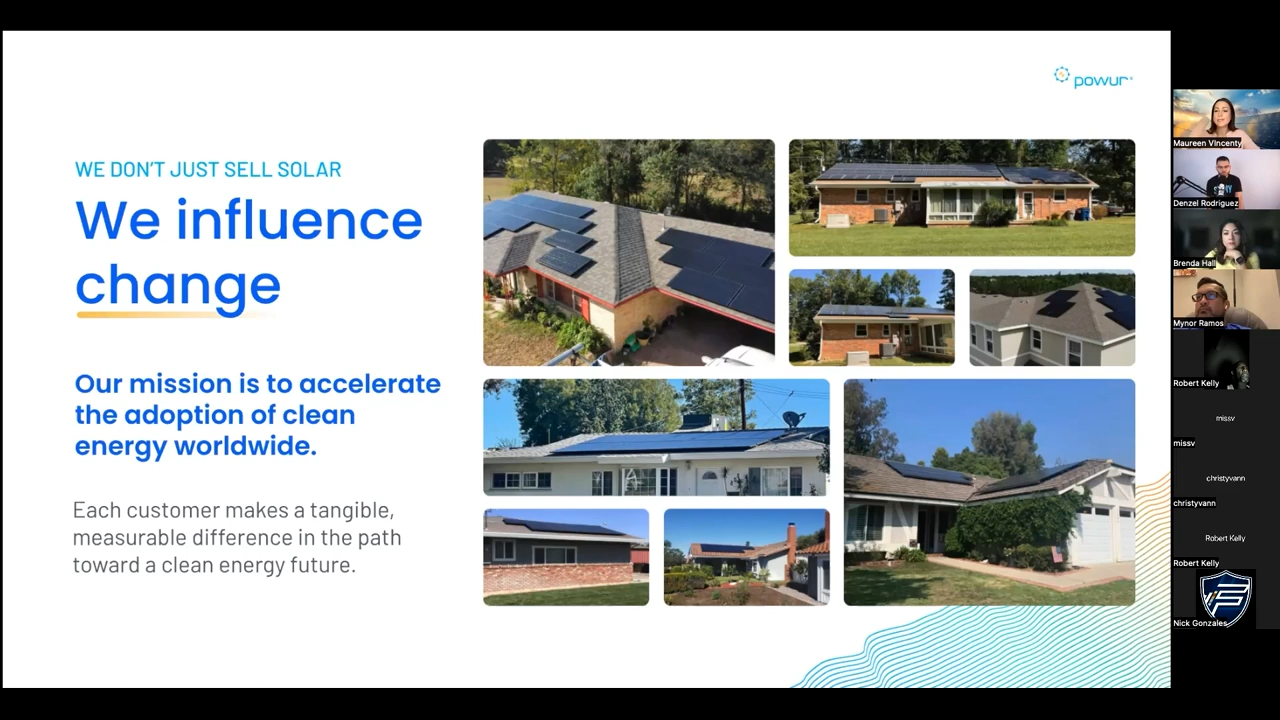 powur
WE DON'T JUST SELL SOLAR
We influence
change
Our mission is to accelerate
the adoption of clean
energy worldwide.
Each customer makes a tangible,
measurable difference in the path
toward a clean energy future.
Maureen VIncenty
Denzel Rodriguez
Brenda Hall
Mynor Ramos
Robert Kelly
missv
missv
christyvann
christyvann
Robert Kelly
Robert Kelly
Nick Gonzales